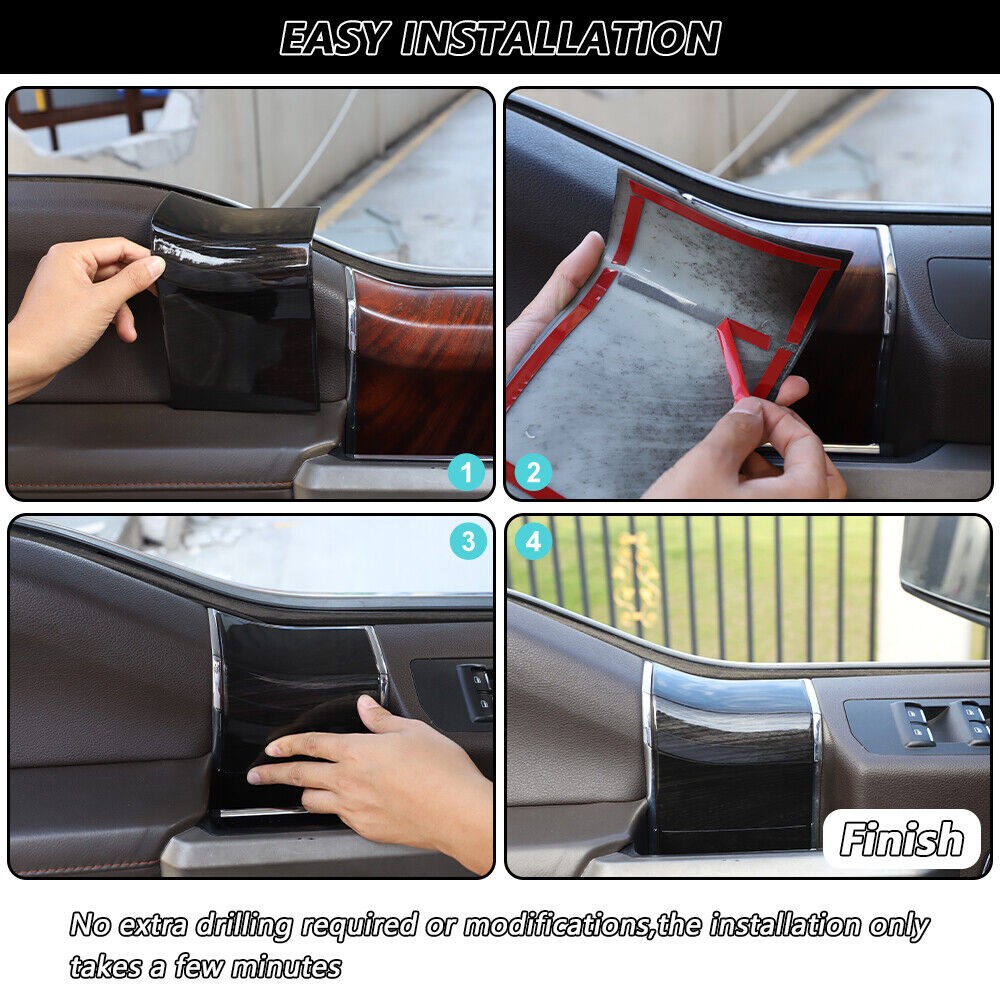 EASY INSTALLATION
1
2
3
4
Finish
No extra drilling required or modifications,the installation only
takes a few minutes